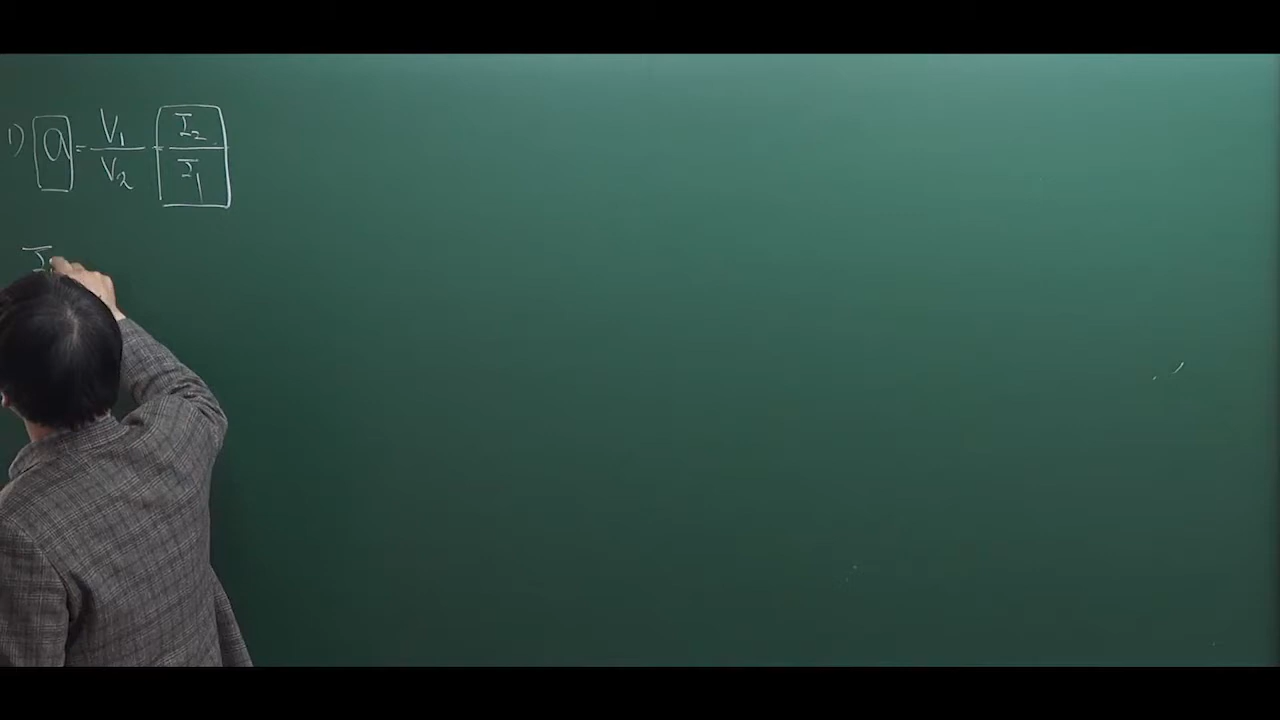 1) a = V₁/V₂ = I₂/I₁
I